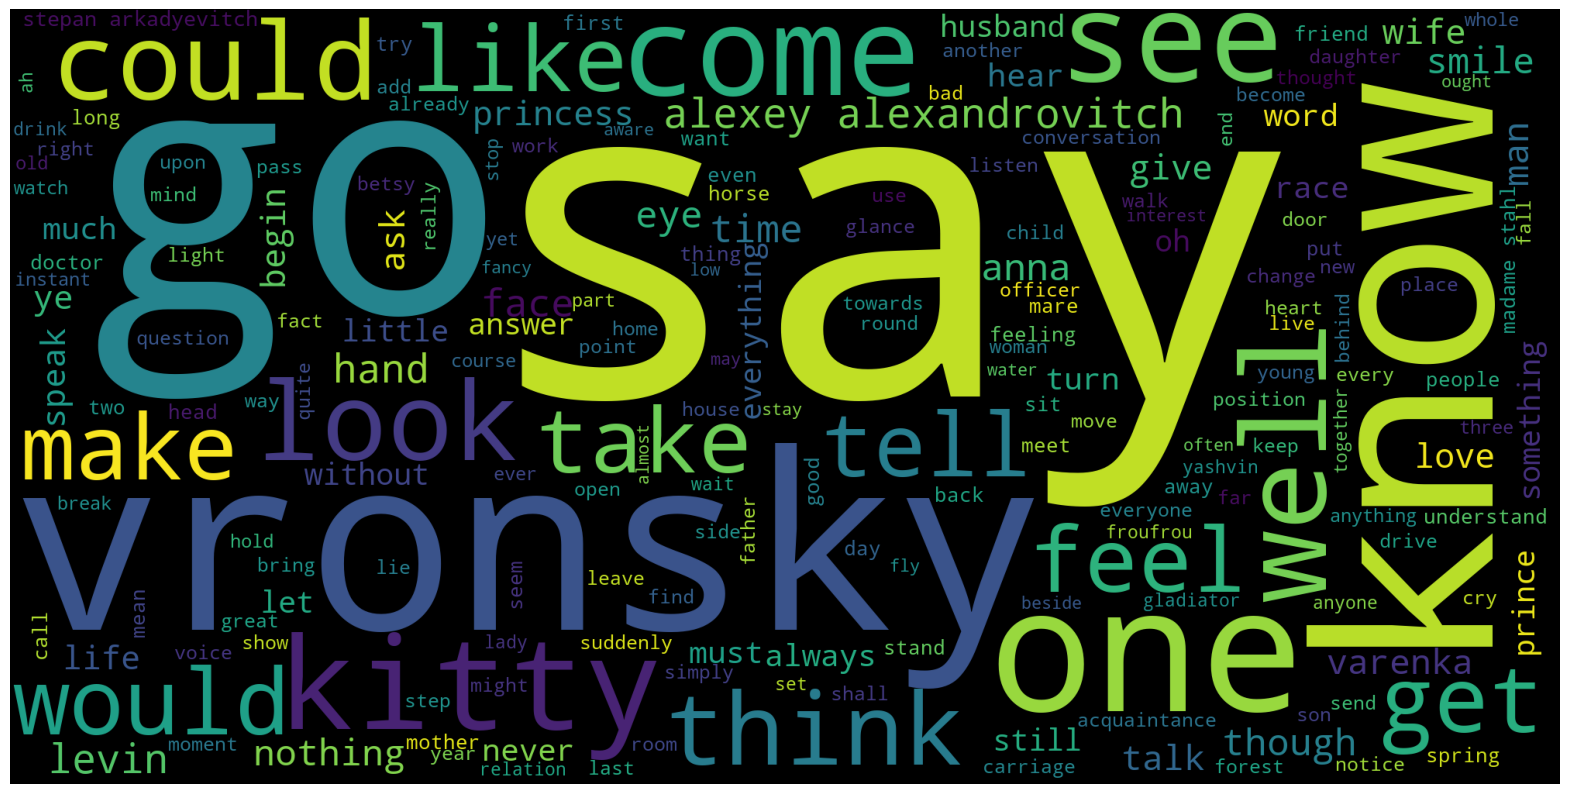 stepan arkadyevitch
first
husband
friend
wife
whole
could
like
come
see
try
another
daughter
smile
ah
add
hear
thought
ought
already
bad
become
long
princess
alexey alexandrovitch
word
drink
aware
want
conversation
end
man
right
work
know
old
upon
pass
stop
listen
give
go
say
watch
mind
betsy
even
race
much
begin
ask
really
horse
use
walk
eye
time
interest
door
stahl
light
yet
glance
child
oh
put
fall
doctor
thing
new
instant
fancy
low
anna
change
place
ye
face
everything
officer
madame
part
towards
mare
heart
question
fact
answer
round
feeling
live
behind
little
home
speak
hand
course
point
woman
well
may
water
turn
young
every
people
two
way
quite
house
stay
sit
position
something
head
look
take
move
three
make
tell
meet
often
keep
together
love
without
ever
almost
good
yashvin
open
wait
back
away
far
break
vronsky
everyone
anything
understand
side
father
froufrou
drive
hold
day
feel
bring
lie
seem
leave
fly
let
find
beside
gladiator
anyone
cry
prince
mean
great
one
call
show
lady
suddenly
life
voice
kitty
simply
must
always
stand
varenka
would
might
set
shall
get
step
think
send
acquaintance
son
levin
moment
nothing
mother
never
room
still
though
year
talk
spring
relation
last
carriage
forest
notice